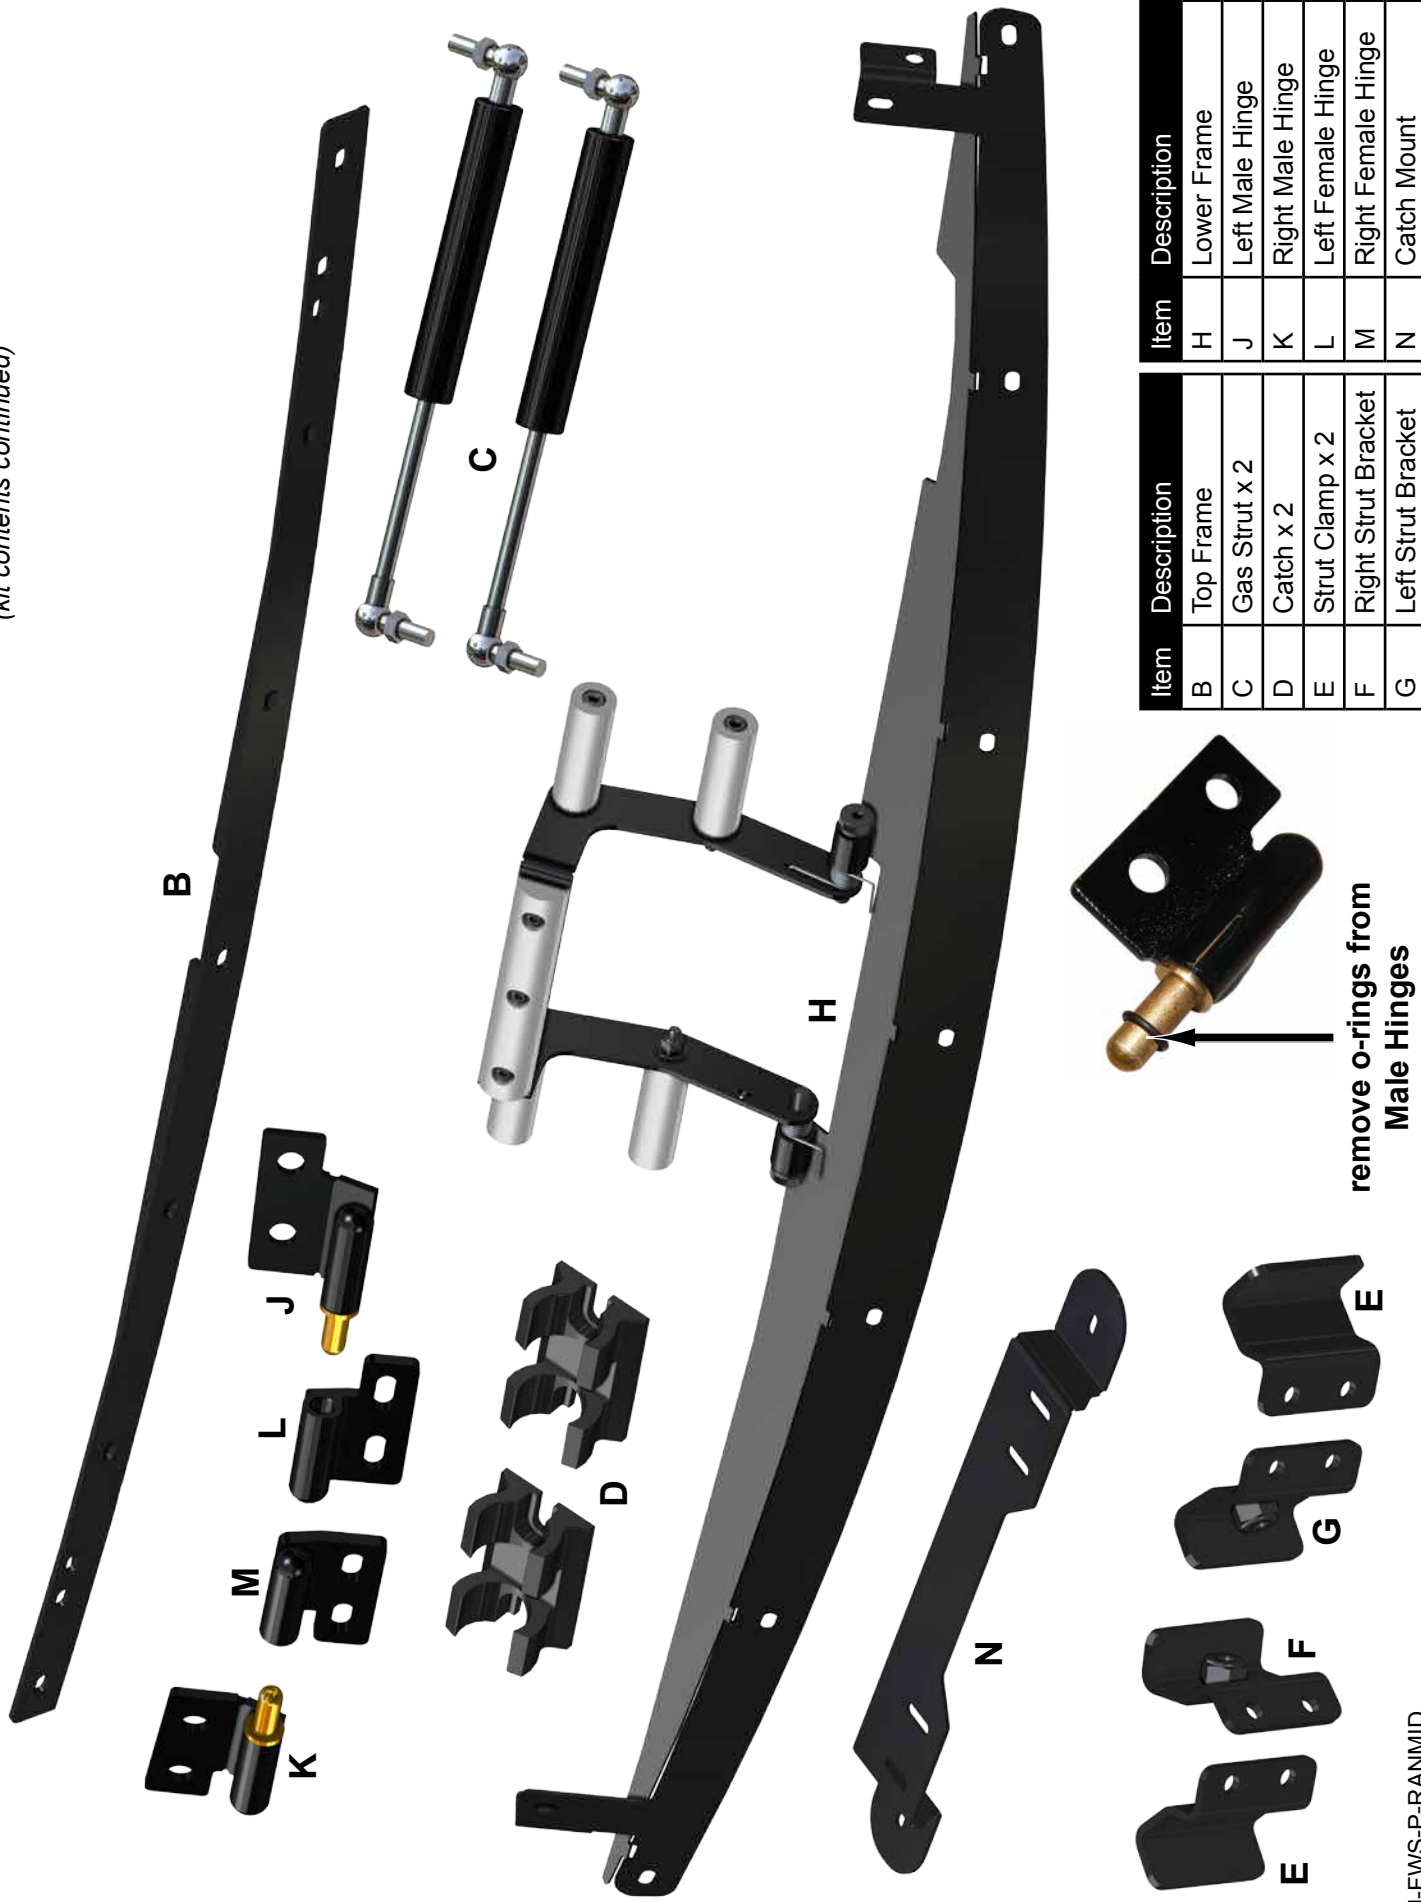 (kit contents continued)
B
C
J
L
M
K
D
H
N
E
G
F
E
remove o-rings from
Male Hinges
Item Description Item Description
B Top Frame H Lower Frame
C Gas Strut x 2 J Left Male Hinge
D Catch x 2 K Right Male Hinge
E Strut Clamp x 2 L Left Female Hinge
F Right Strut Bracket M Right Female Hinge
G Left Strut Bracket N Catch Mount
-FWS-P-RANMID